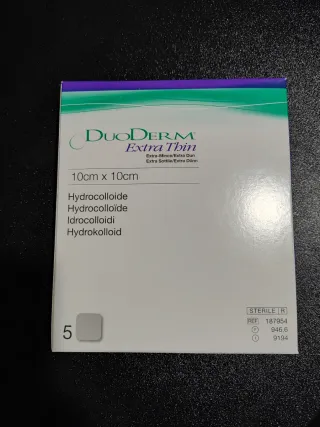 DUODERM®
Extra Thin
Extra-Mince/Extra Dun
Extra Sottile/Extra Dünn
10cm x 10cm
Hydrocolloide
Hydrocolloïde
Idrocolloidi
Hydrokolloid
STERILE R
REF. 187954
946.6
9194
5